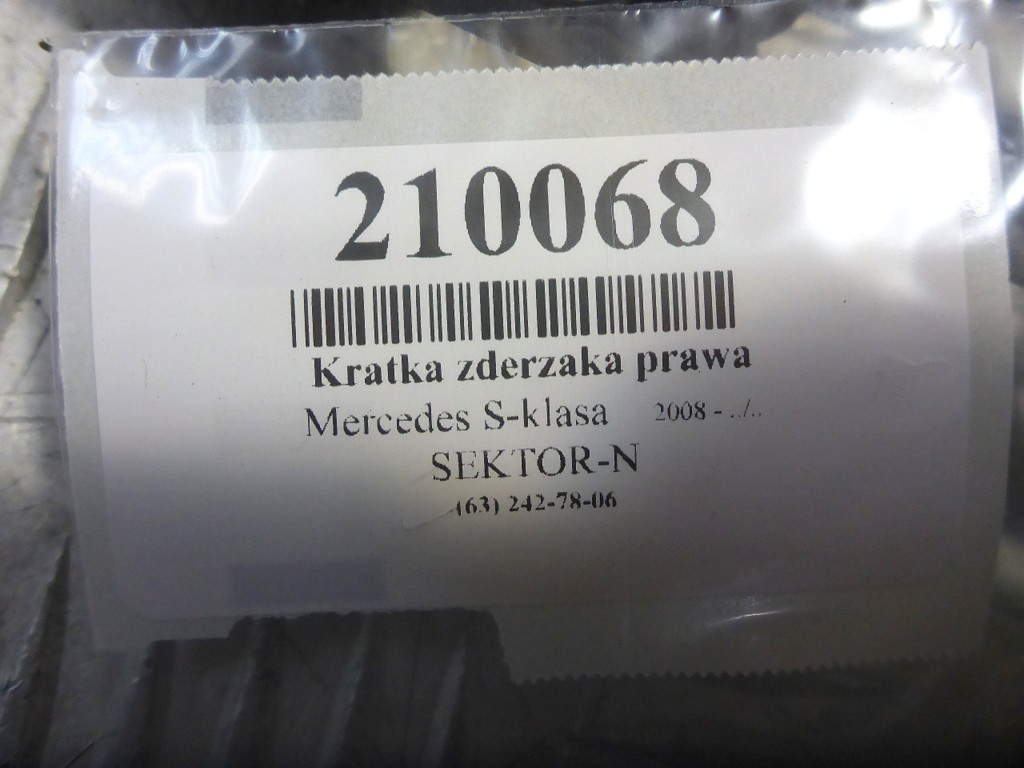 210068
Kratka zderzaka prawa
Mercedes S-klasa 2008 - ../..
SEKTOR-N
(63) 242-78-06